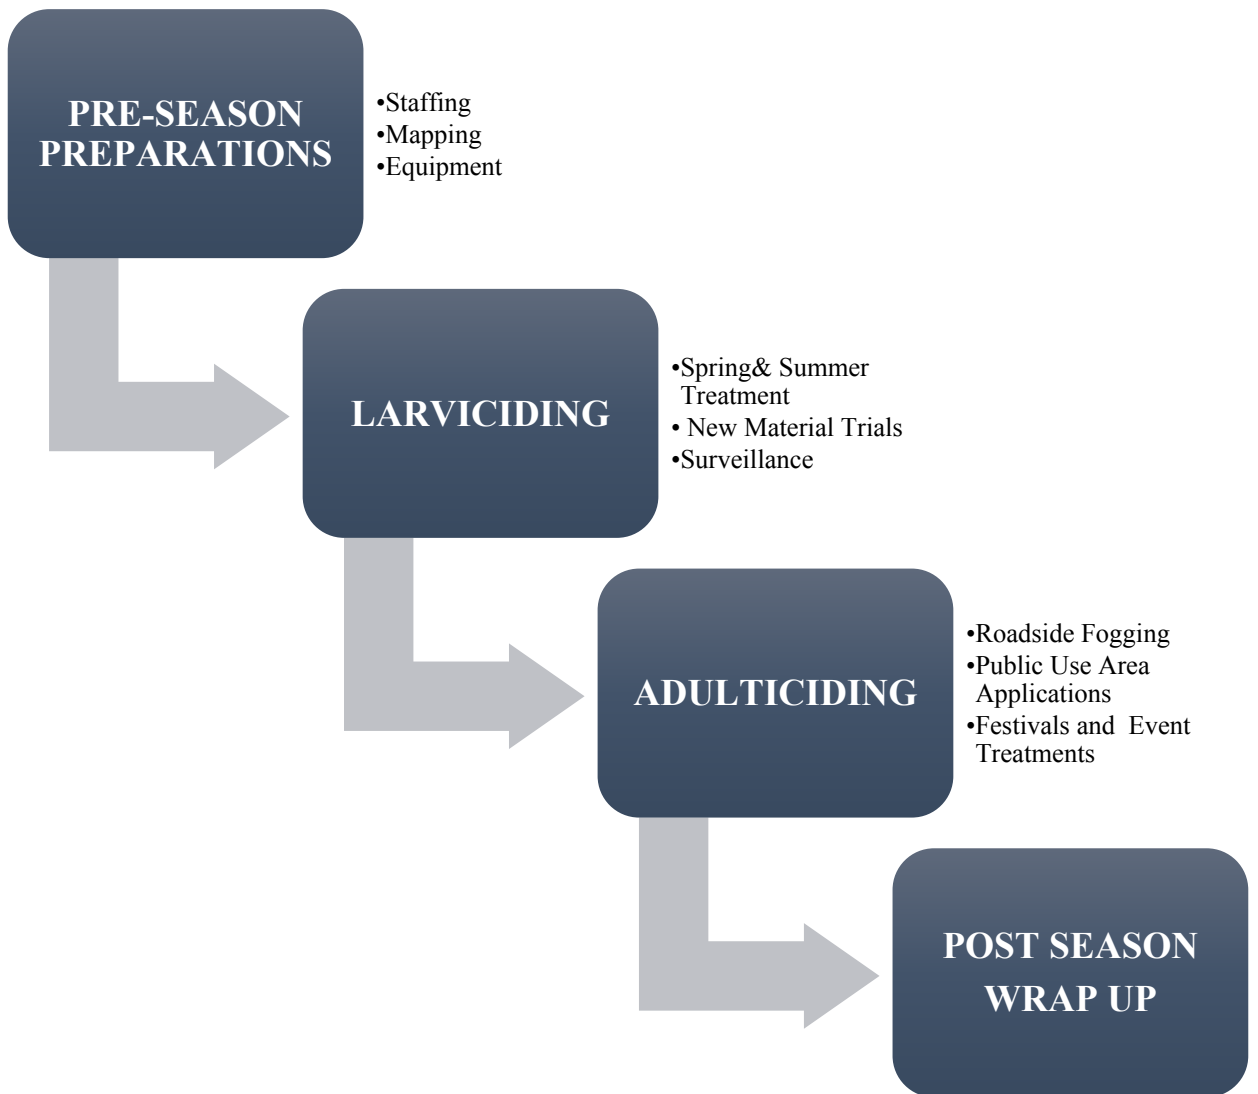 PRE-SEASON
PREPARATIONS
•Staffing
•Mapping
•Equipment
LARVICIDING
•Spring& Summer
Treatment
• New Material Trials
•Surveillance
ADULTICIDING
•Roadside Fogging
•Public Use Area
Applications
•Festivals and  Event
Treatments
POST SEASON
WRAP UP